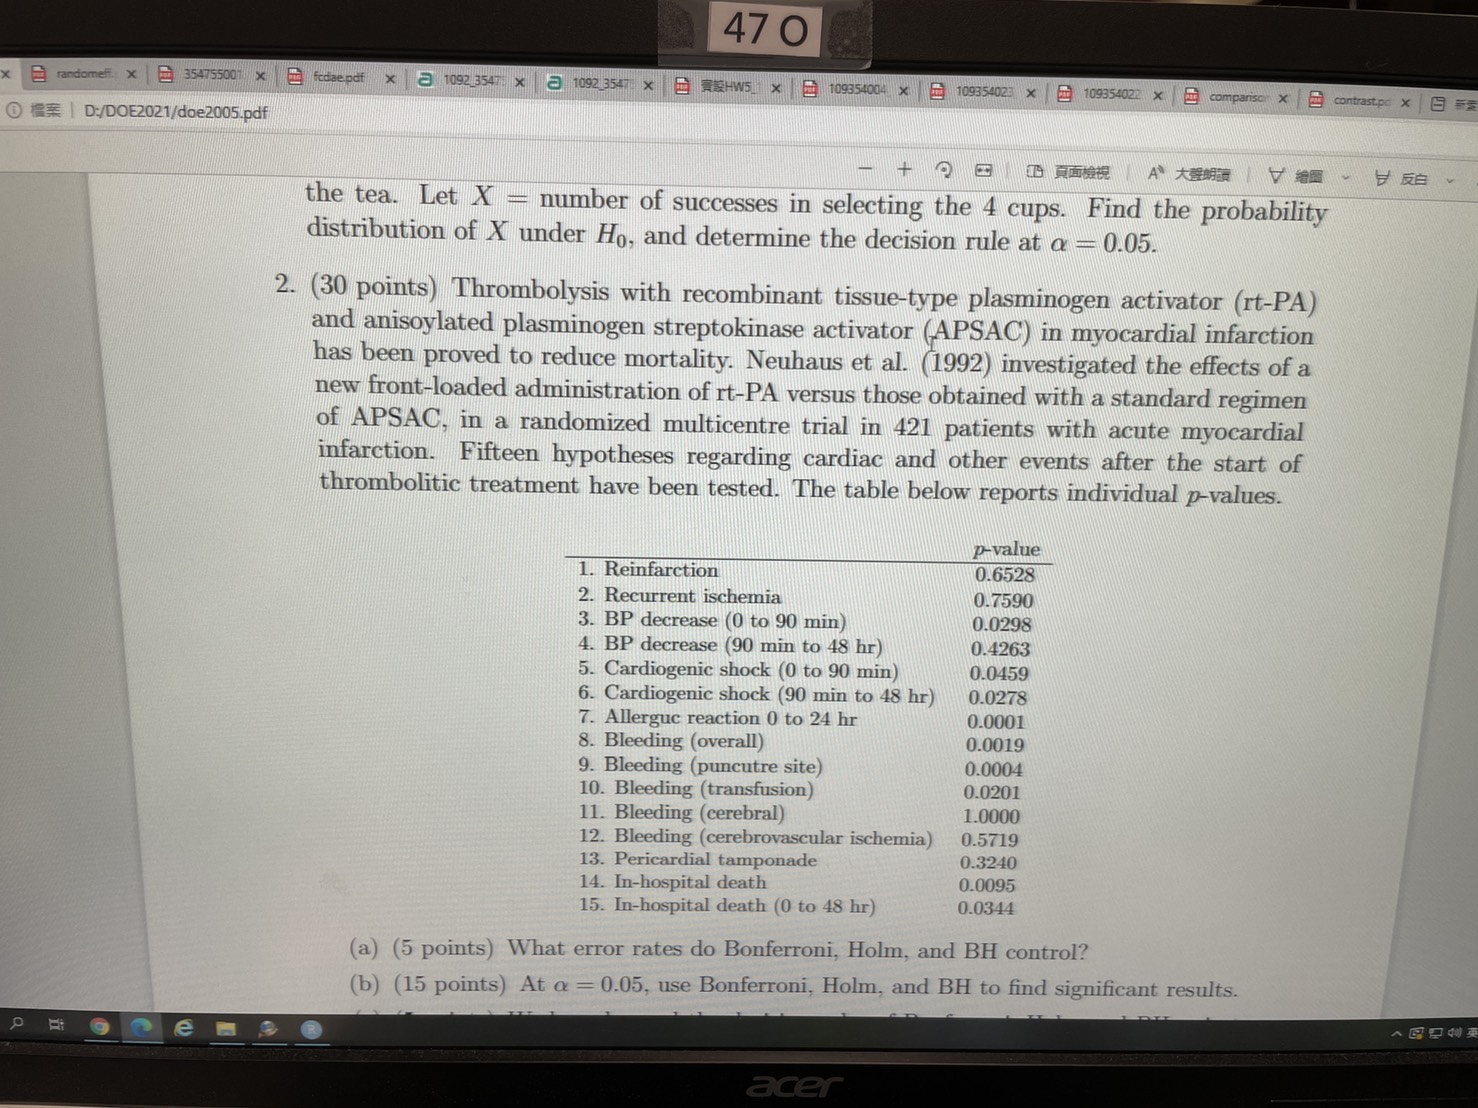 47 O
randomeff
354755001
fcdae.pdf
1092_3547
1092_3547
實設HW5_
109354004
109354023
109354022
compariso
contrast.pd
檔案 | D:/DOE2021/doe2005.pdf
頁面檢視
大聲朗讀
繪圖
反白
the tea. Let X = number of successes in selecting the 4 cups. Find the probability
distribution of X under H₀, and determine the decision rule at α = 0.05.
2. (30 points) Thrombolysis with recombinant tissue-type plasminogen activator (rt-PA)
and anisoylated plasminogen streptokinase activator (APSAC) in myocardial infarction
has been proved to reduce mortality. Neuhaus et al. (1992) investigated the effects of a
new front-loaded administration of rt-PA versus those obtained with a standard regimen
of APSAC, in a randomized multicentre trial in 421 patients with acute myocardial
infarction. Fifteen hypotheses regarding cardiac and other events after the start of
thrombolitic treatment have been tested. The table below reports individual p-values.
p-value
1. Reinfarction 0.6528
2. Recurrent ischemia 0.7590
3. BP decrease (0 to 90 min) 0.0298
4. BP decrease (90 min to 48 hr) 0.4263
5. Cardiogenic shock (0 to 90 min) 0.0459
6. Cardiogenic shock (90 min to 48 hr) 0.0278
7. Allerguc reaction 0 to 24 hr 0.0001
8. Bleeding (overall) 0.0019
9. Bleeding (puncutre site) 0.0004
10. Bleeding (transfusion) 0.0201
11. Bleeding (cerebral) 1.0000
12. Bleeding (cerebrovascular ischemia) 0.5719
13. Pericardial tamponade 0.3240
14. In-hospital death 0.0095
15. In-hospital death (0 to 48 hr) 0.0344
(a) (5 points) What error rates do Bonferroni, Holm, and BH control?
(b) (15 points) At α = 0.05, use Bonferroni, Holm, and BH to find significant results.
英
acer